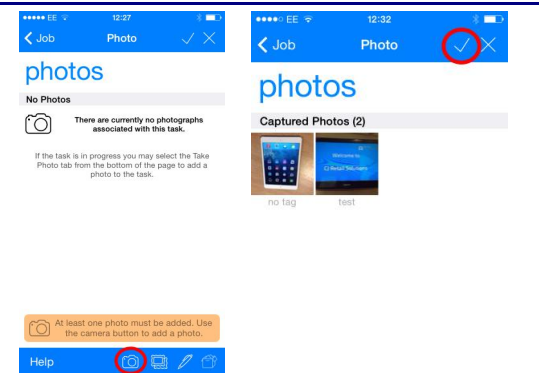 EE 12:27
Job Photo
photos
No Photos
There are currently no photographs
associated with this task.
If the task is in progress you may select the Take
Photo tab from the bottom of the page to add a
photo to the task.
At least one photo must be added. Use
the camera button to add a photo.
Help
EE 12:32
Job Photo
photos
Captured Photos (2)
Welcome to
no tag test